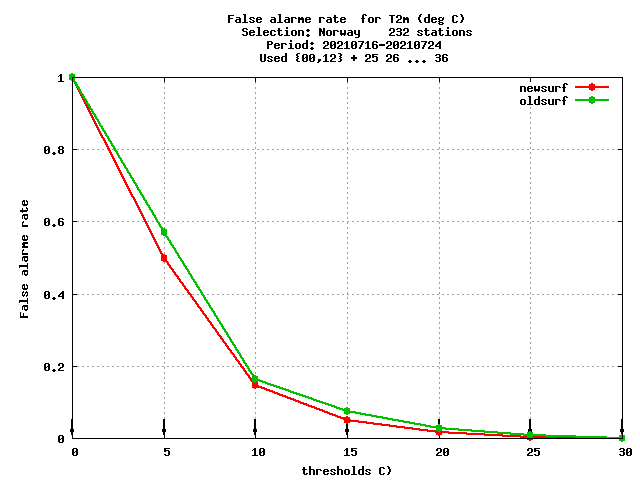 False alarme rate  for T2m (deg C)
Selection: Norway    232 stations
Period: 20210716-20210724
Used {00,12} + 25 26 ... 36
newsurf
oldsurf
1
0.8
0.6
0.4
0.2
0
False alarme rate
0 5 10 15 20 25 30
thresholds C)